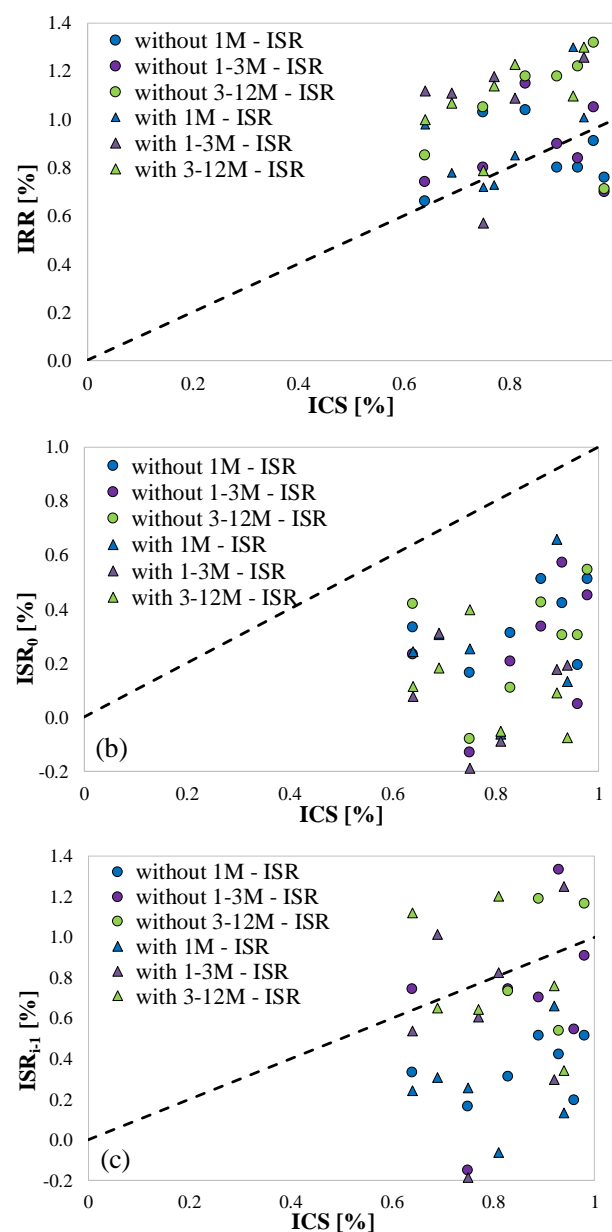 1.4
without 1M - ISR
1.2
without 1-3M - ISR
without 3-12M - ISR
1.0
with 1M - ISR
with 1-3M - ISR
0.8
with 3-12M - ISR
IRR [%]
0.6
0.4
0.2
0.0
0 0.2 0.4 0.6 0.8 1
ICS [%]
1.0
without 1M - ISR
without 1-3M - ISR
0.8
without 3-12M - ISR
with 1M - ISR
0.6
with 1-3M - ISR
with 3-12M - ISR
0.4
ISR0 [%]
0.2
0.0
(b)
-0.2
0 0.2 0.4 0.6 0.8 1
ICS [%]
1.4
without 1M - ISR
1.2
without 1-3M - ISR
without 3-12M - ISR
1.0
with 1M - ISR
with 1-3M - ISR
0.8
with 3-12M - ISR
ISRi-1 [%]
0.6
0.4
0.2
0.0
(c)
-0.2
0 0.2 0.4 0.6 0.8 1
ICS [%]